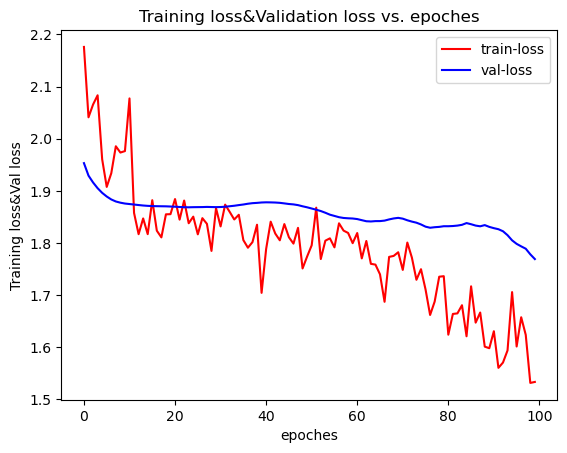 Training loss&Validation loss vs. epoches
train-loss
val-loss
Training loss&Val loss
2.2
2.1
2.0
1.9
1.8
1.7
1.6
1.5
0 20 40 60 80 100
epoches